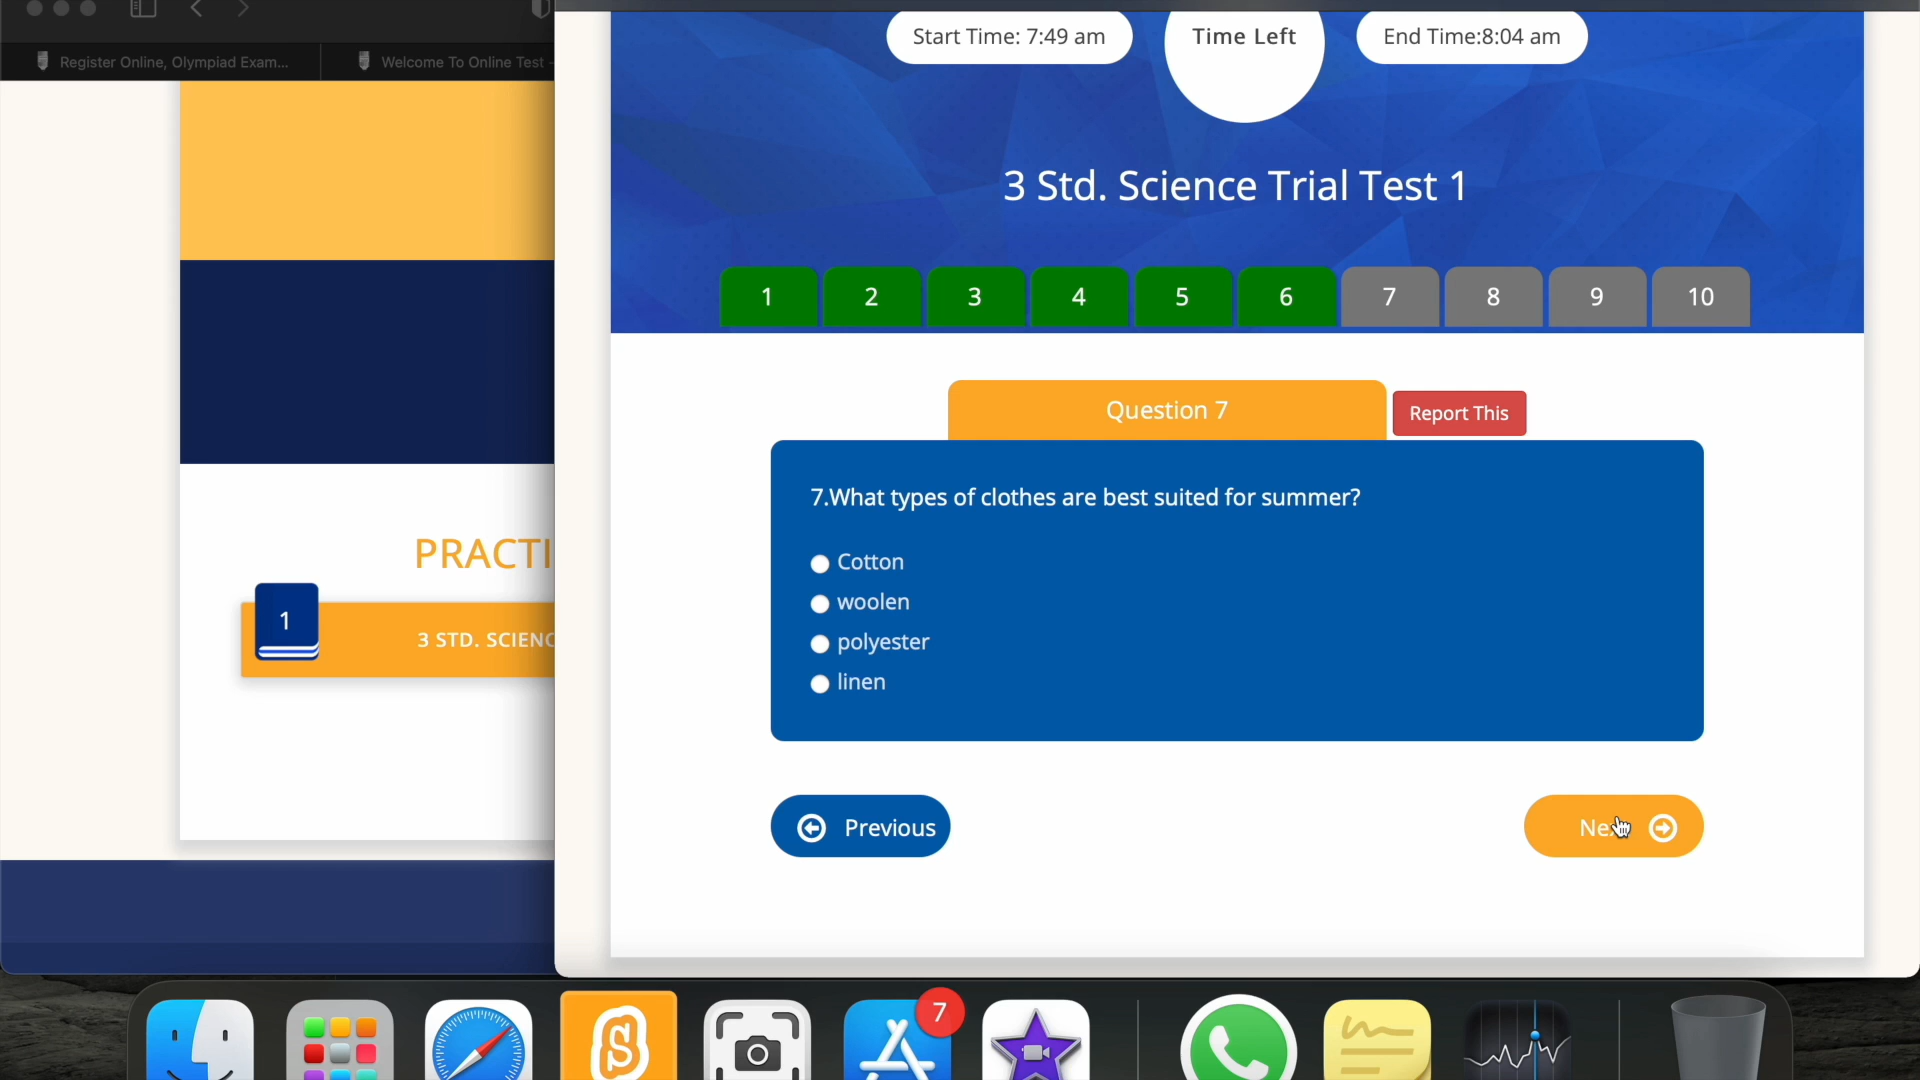 Register Online, Olympiad Exam...
Welcome To Online Test -
Start Time: 7:49 am
Time Left
End Time:8:04 am
3 Std. Science Trial Test 1
1 2 3 4 5 6 7 8 9 10
Question 7
Report This
7.What types of clothes are best suited for summer?
Cotton
woolen
polyester
linen
PRACTI
1
3 STD. SCIENC
Previous
7